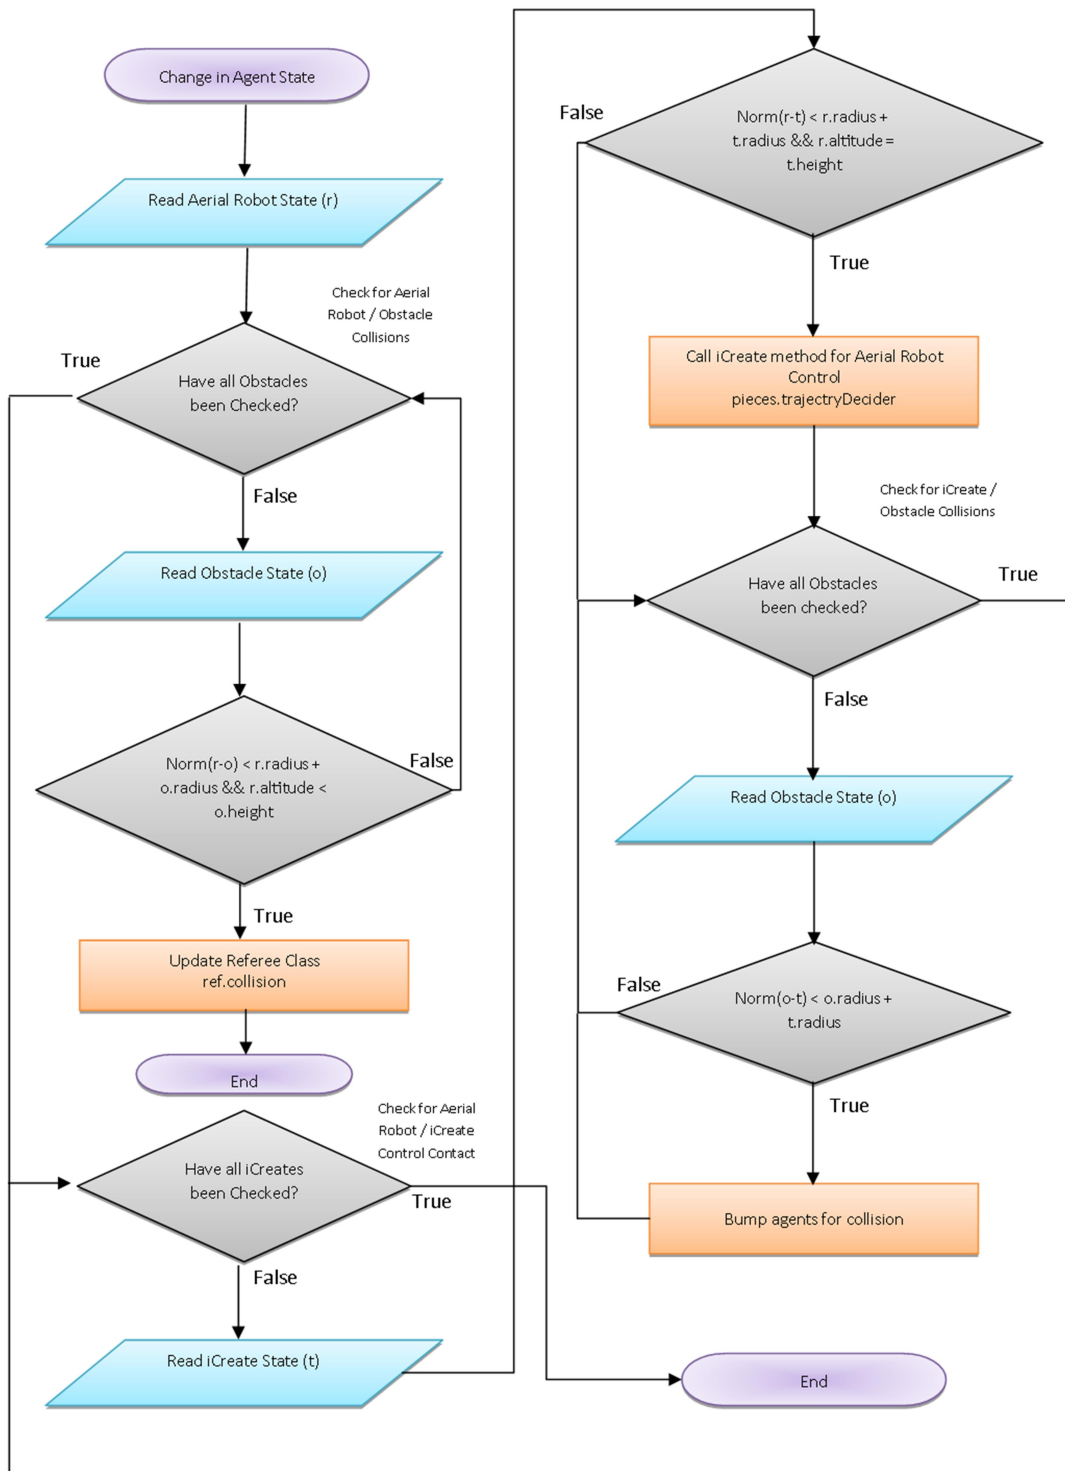 Change in Agent State
Read Aerial Robot State (r)
Check for Aerial
Robot / Obstacle
Collisions
True
Have all Obstacles
been Checked?
False
Read Obstacle State (o)
Norm(r-o) < r.radius +
o.radius && r.altitude <
o.height
False
True
Update Referee Class
ref.collision
End
Check for Aerial
Robot / iCreate
Control Contact
Have all iCreates
been Checked?
True
False
Read iCreate State (t)
False
Norm(r-t) < r.radius +
t.radius && r.altitude =
t.height
True
Call iCreate method for Aerial Robot
Control
pieces.trajectryDecider
Check for iCreate /
Obstacle Collisions
Have all Obstacles
been checked?
True
False
Read Obstacle State (o)
False
Norm(o-t) < o.radius +
t.radius
True
Bump agents for collision
End